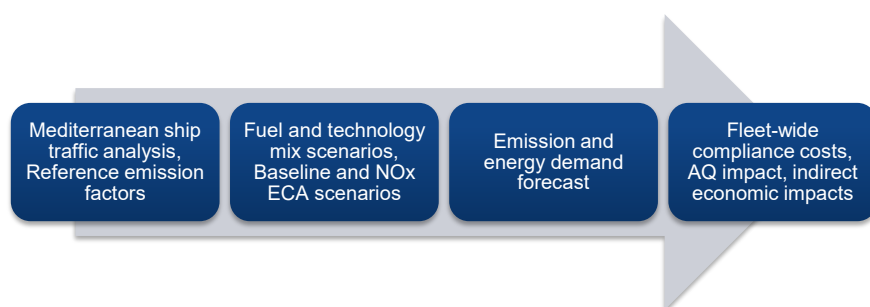 Mediterranean ship
traffic analysis,
Reference emission
factors
Fuel and technology
mix scenarios,
Baseline and NOx
ECA scenarios
Emission and
energy demand
forecast
Fleet-wide
compliance costs,
AQ impact, indirect
economic impacts